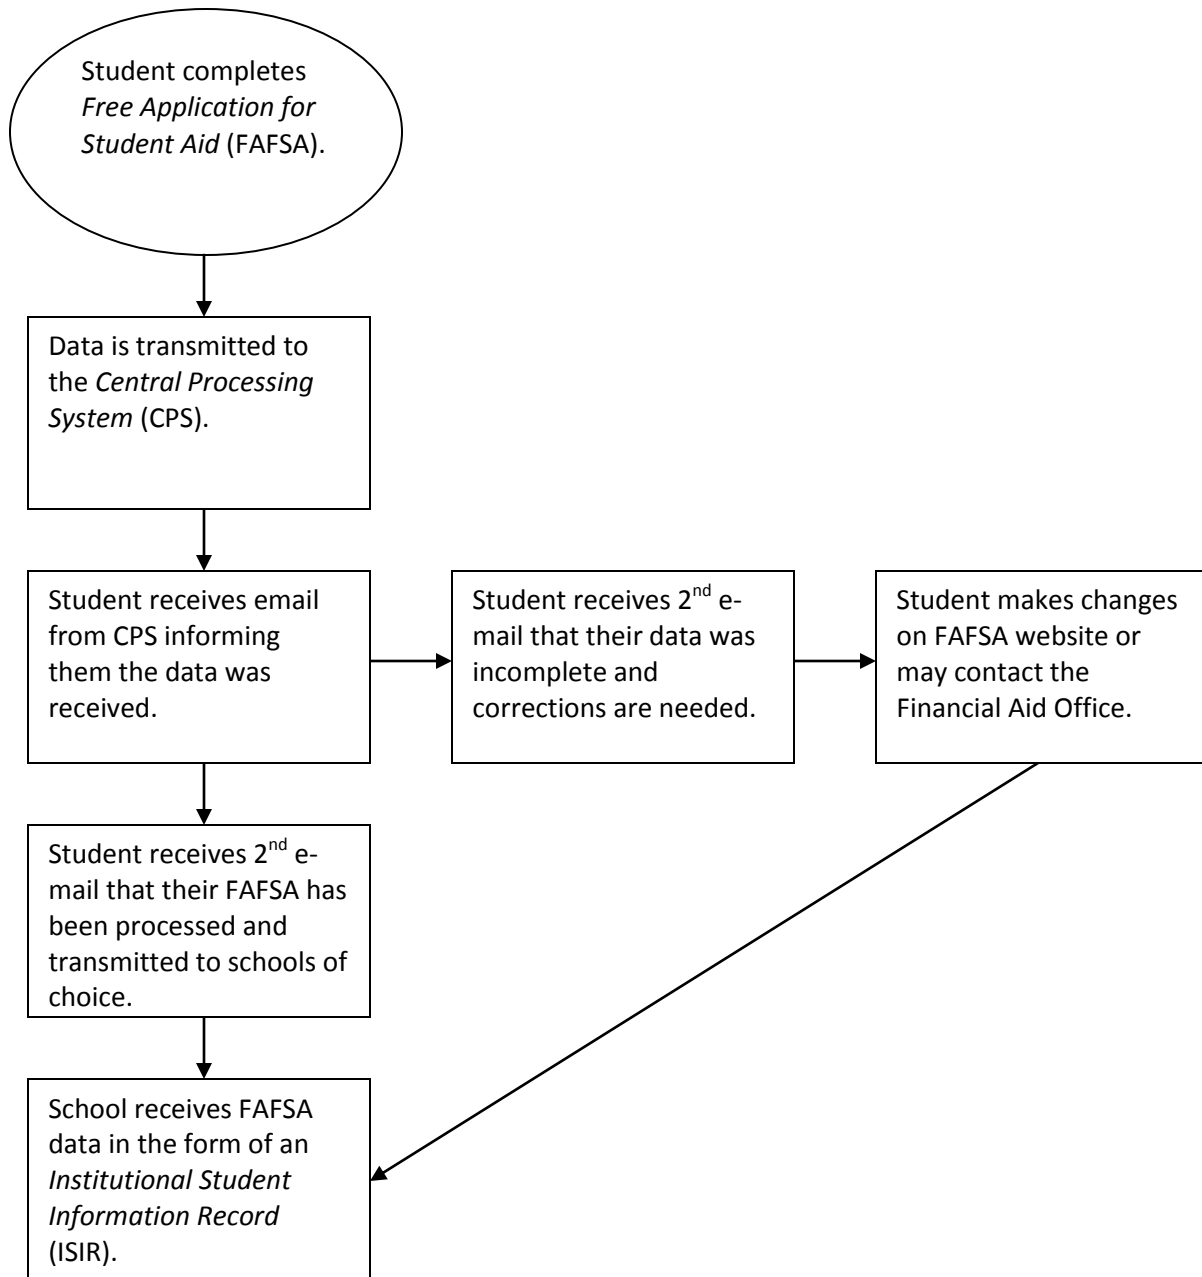 Student completes
Free Application for
Student Aid (FAFSA).
Data is transmitted to
the Central Processing
System (CPS).
Student receives email
from CPS informing
them the data was
received.
Student receives 2nd e-
mail that their data was
incomplete and
corrections are needed.
Student makes changes
on FAFSA website or
may contact the
Financial Aid Office.
Student receives 2nd e-
mail that their FAFSA has
been processed and
transmitted to schools of
choice.
School receives FAFSA
data in the form of an
Institutional Student
Information Record
(ISIR).